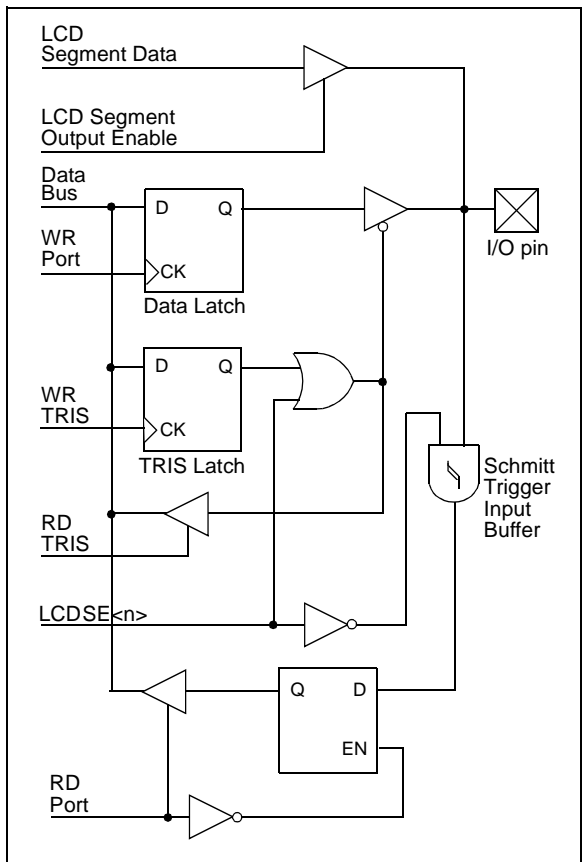 LCD
Segment Data
LCD Segment
Output Enable
Data
Bus
D
Q
WR
Port
CK
I/O pin
Data Latch
D
Q
WR
TRIS
CK
TRIS Latch
Schmitt
Trigger
Input
Buffer
RD
TRIS
LCDSE<n>
Q
D
EN
RD
Port